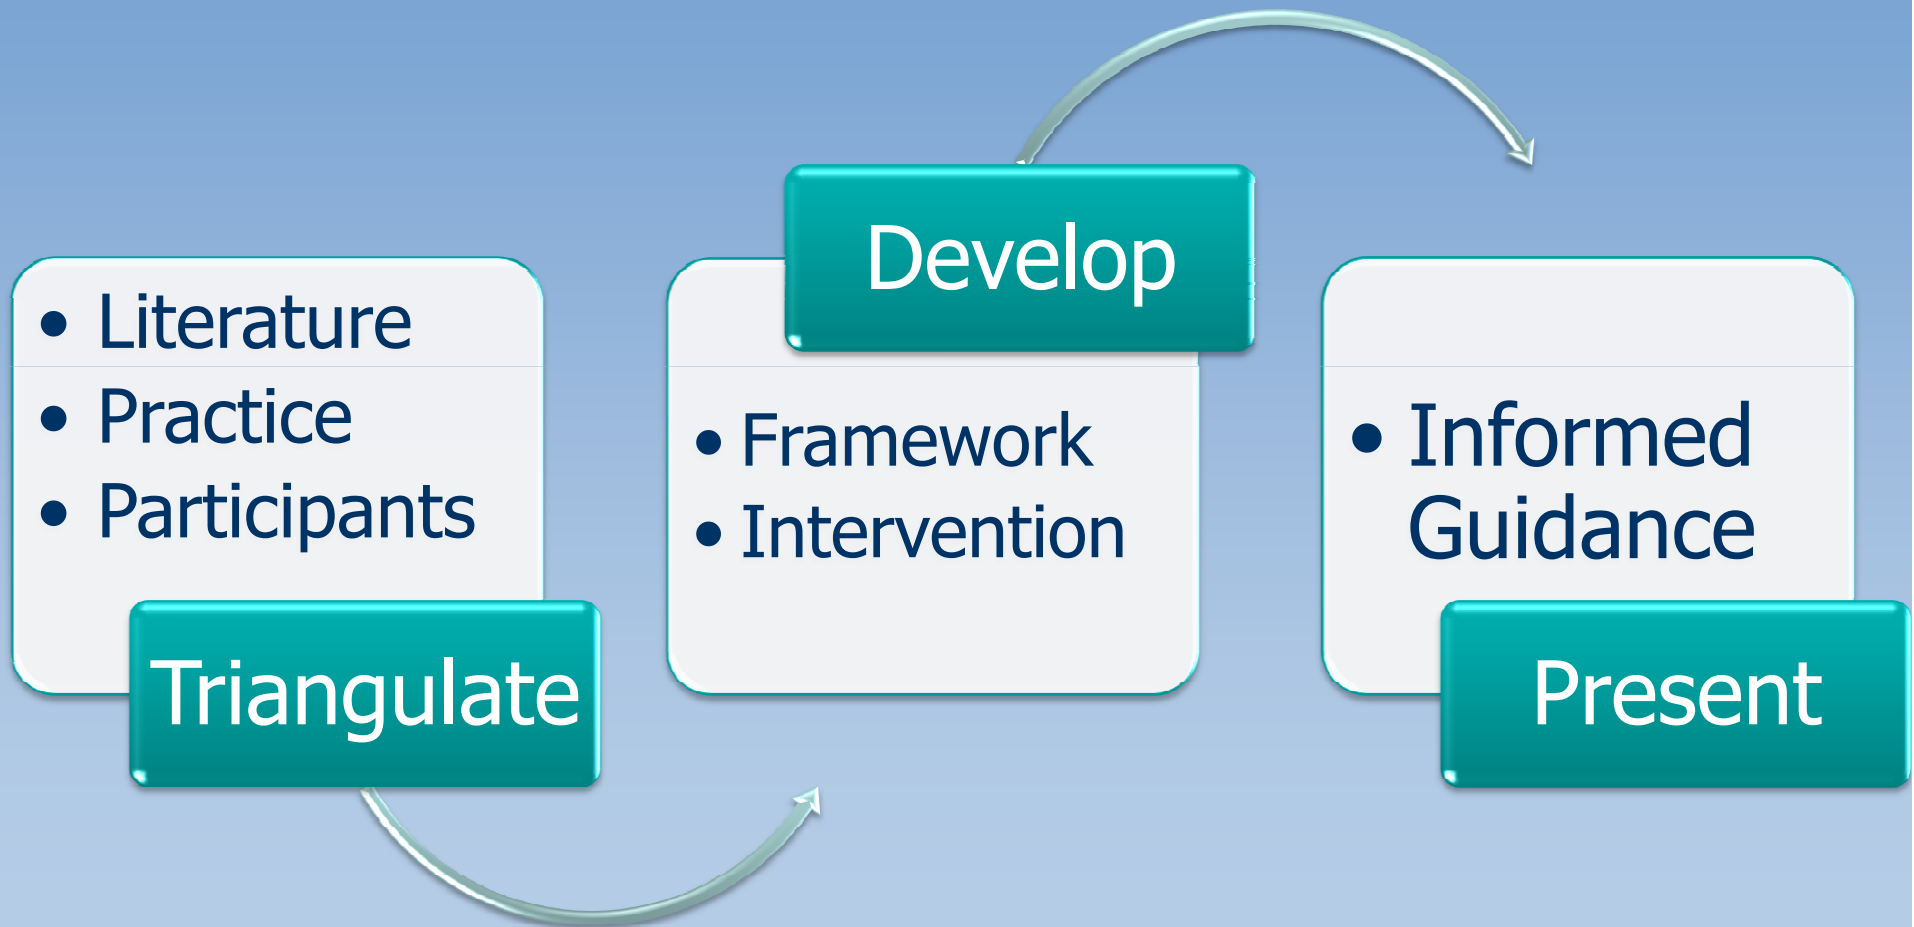 • Literature
• Practice
• Participants
Triangulate
Develop
• Framework
• Intervention
• Informed
Guidance
Present